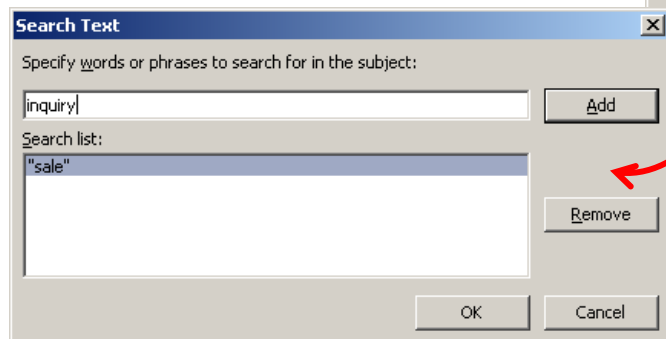 Search Text
Specify words or phrases to search for in the subject:
inquiry
Add
Search list:
"sale"
Remove
OK
Cancel